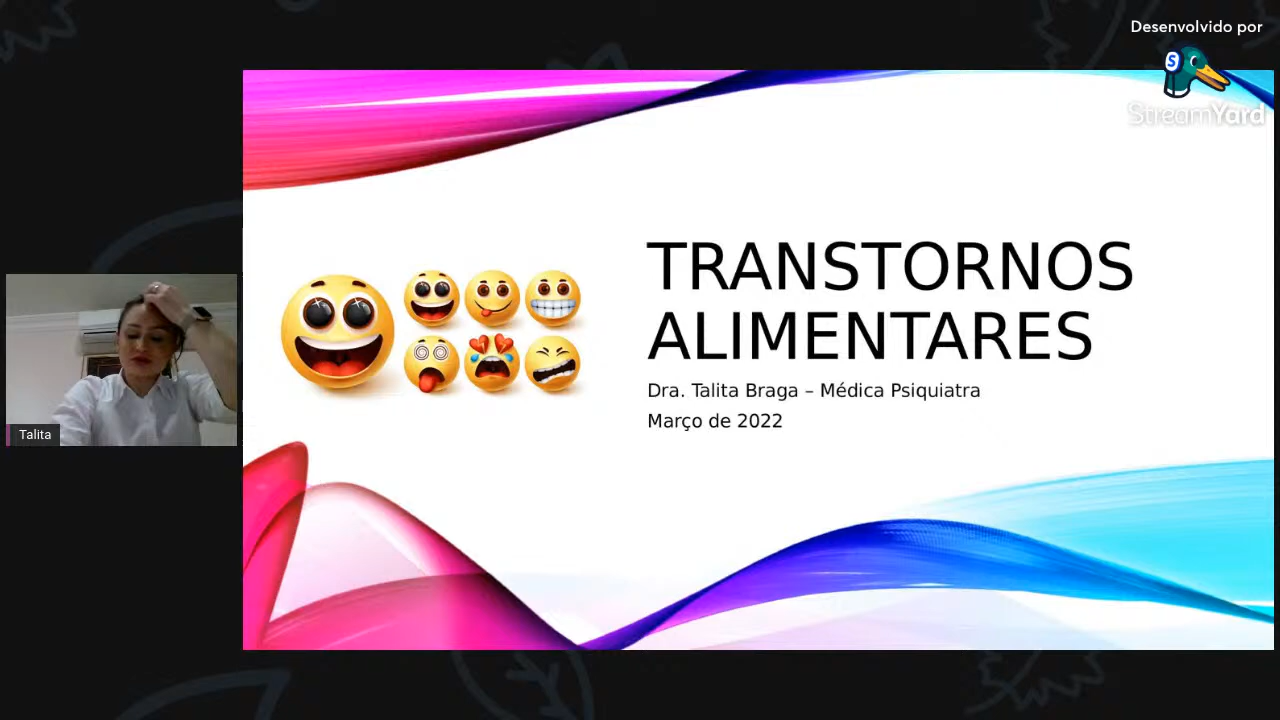 Desenvolvido por
StreamYard
TRANSTORNOS
ALIMENTARES
Dra. Talita Braga – Médica Psiquiatra
Março de 2022
Talita